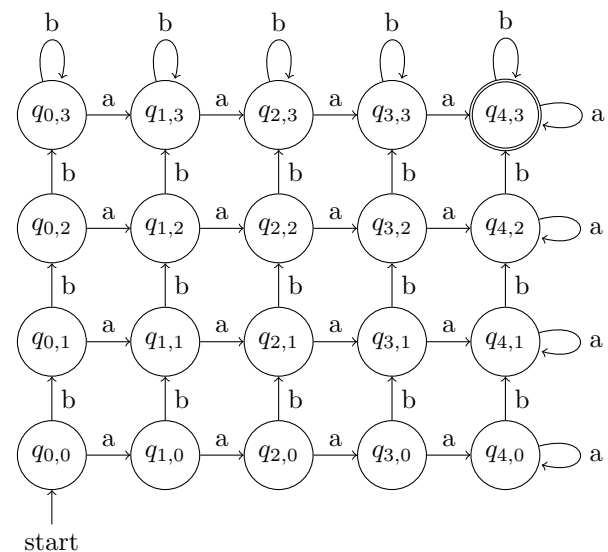 b b b b b
q0,3 a q1,3 a q2,3 a q3,3 a q4,3 a
b b b b b
q0,2 a q1,2 a q2,2 a q3,2 a q4,2 a
b b b b b
q0,1 a q1,1 a q2,1 a q3,1 a q4,1 a
b b b b b
q0,0 a q1,0 a q2,0 a q3,0 a q4,0 a
start